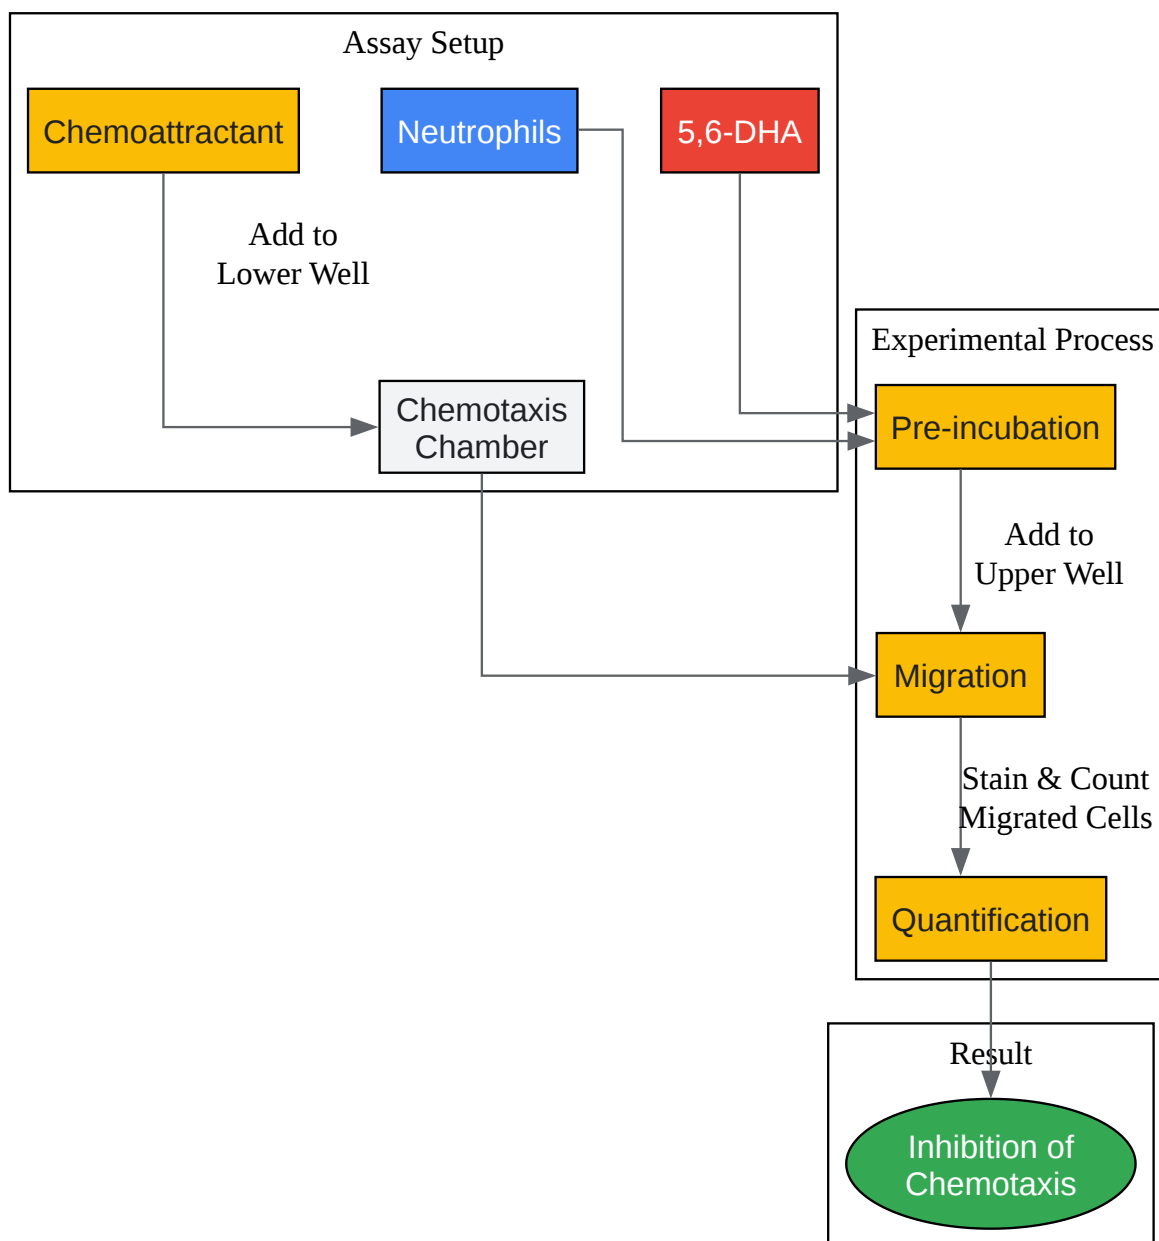 Assay Setup
Chemoattractant
Neutrophils
5,6-DHA
Add to
Lower Well
Chemotaxis
Chamber
Experimental Process
Pre-incubation
Add to
Upper Well
Migration
Stain & Count
Migrated Cells
Quantification
Result
Inhibition of
Chemotaxis